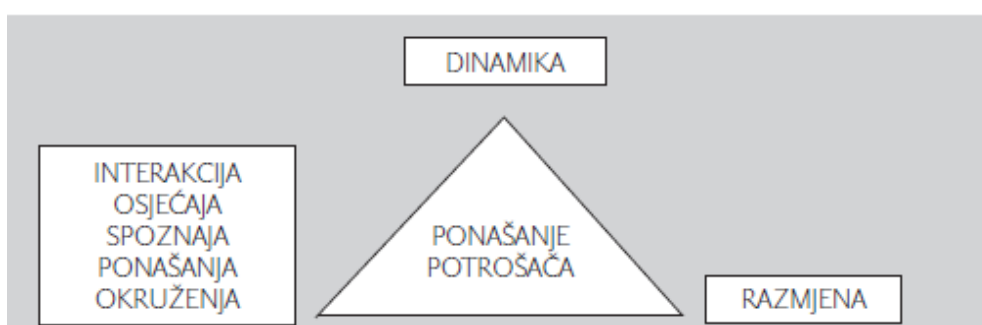 DINAMIKA
INTERAKCIJA
OSJEĆAJA
SPOZNAJA
PONAŠANJA
OKRUŽENJA
PONAŠANJE
POTROŠAČA
RAZMJENA